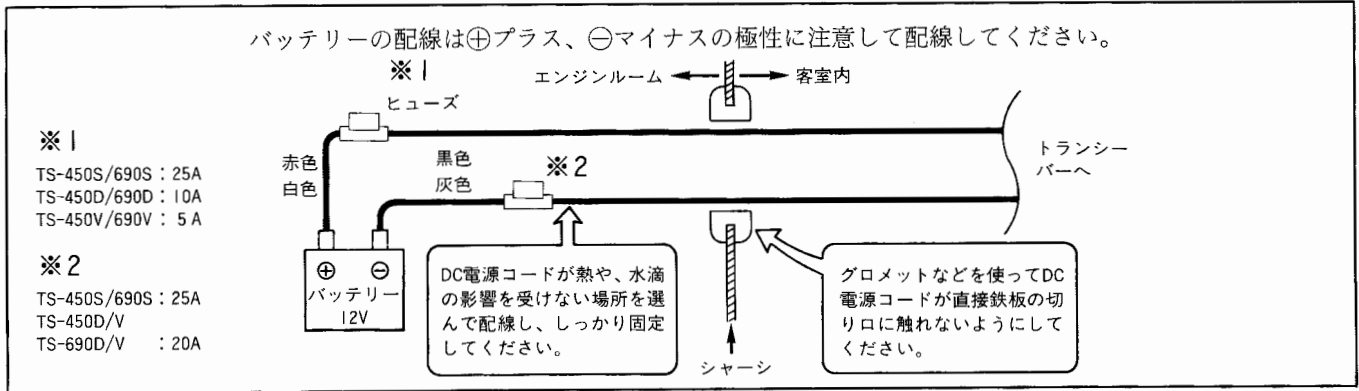 バッテリーの配線は⊕プラス、⊖マイナスの極性に注意して配線してください。
※1
ヒューズ
エンジンルーム
客室内
※1
TS-450S/690S:25A
TS-450D/690D:10A
TS-450V/690V: 5A
赤色
白色
黒色
灰色
※2
トランシー
バーへ
※2
TS-450S/690S:25A
TS-450D/V
TS-690D/V :20A
⊕ ⊖
バッテリー
12V
DC電源コードが熱や、水滴
の影響を受けない場所を選
んで配線し、しっかり固定
してください。
グロメットなどを使ってDC
電源コードが直接鉄板の切
り口に触れないようにして
ください。
シャーシ